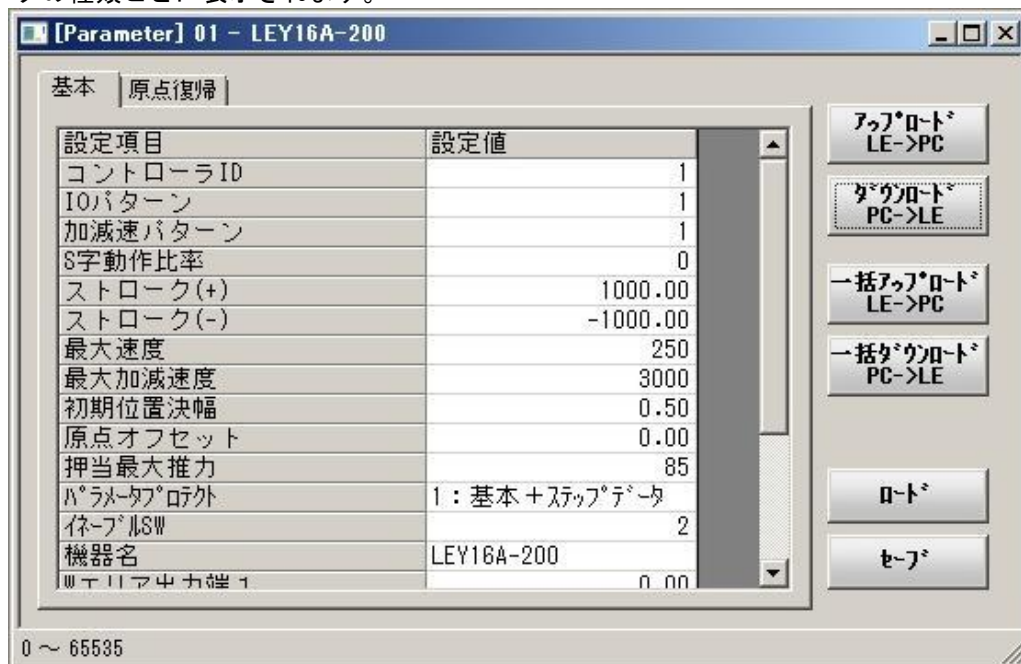 [Parameter] 01 - LEY16A-200
基本 原点復帰
設定項目 設定値
コントローラID 1
IOパターン 1
加減速パターン 1
S字動作比率 0
ストローク(+) 1000.00
ストローク(-) -1000.00
最大速度 250
最大加減速度 3000
初期位置決幅 0.50
原点オフセット 0.00
押当最大推力 85
ﾊﾟﾗﾒｰﾀﾌﾟﾛﾃｸﾄ 1：基本＋ｽﾃｯﾌﾟﾃﾞｰﾀ
ｲﾈｰﾌﾞﾙSW 2
機器名 LEY16A-200
Wエリア出力端１ 0.00
ｱｯﾌﾟﾛｰﾄﾞ
LE->PC
ﾀﾞｳﾝﾛｰﾄﾞ
PC->LE
一括ｱｯﾌﾟﾛｰﾄﾞ
LE->PC
一括ﾀﾞｳﾝﾛｰﾄﾞ
PC->LE
ﾛｰﾄﾞ
ｾｰﾌﾞ
0 ～ 65535